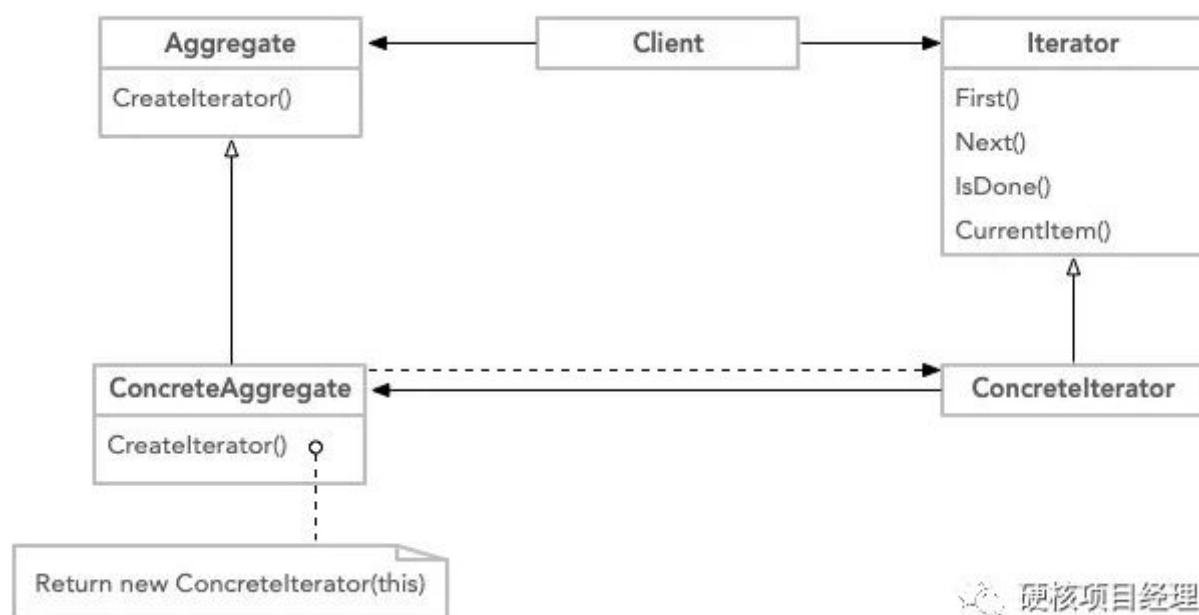 Aggregate
Client
Iterator
CreateIterator()
First()
Next()
IsDone()
CurrentItem()
ConcreteAggregate
ConcreteIterator
CreateIterator()
Return new ConcreteIterator(this)
硬核项目经理